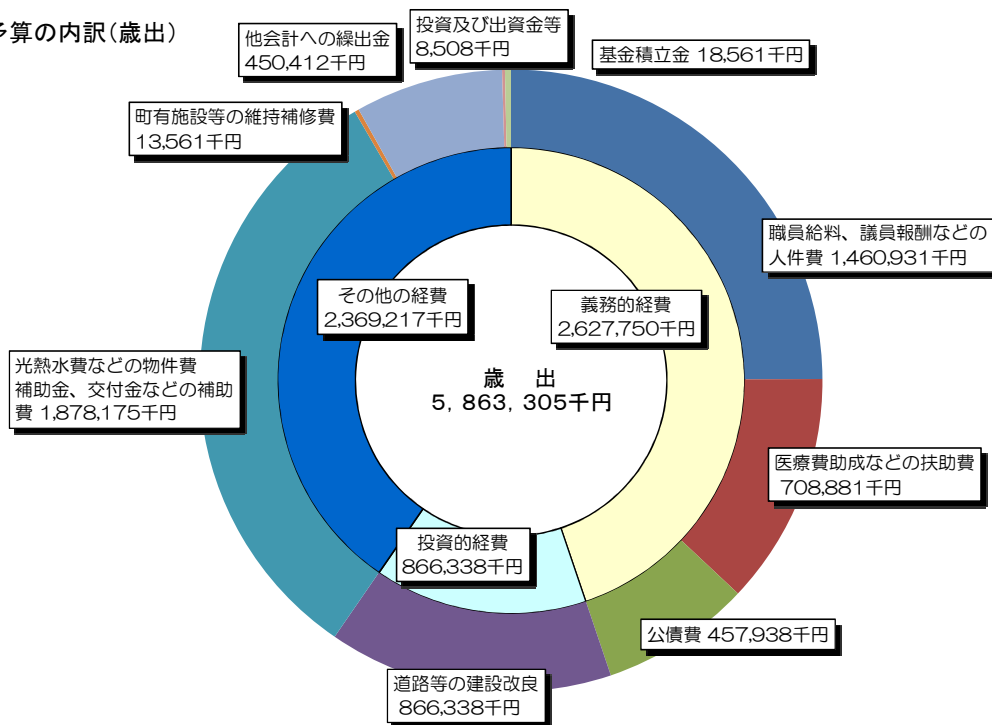 予算の内訳(歳出)
他会計への繰出金
450,412千円
投資及び出資金等
8,508千円
基金積立金 18,561千円
町有施設等の維持補修費
13,561千円
職員給料、議員報酬などの
人件費 1,460,931千円
その他の経費
2,369,217千円
義務的経費
2,627,750千円
光熱水費などの物件費
補助金、交付金などの補助
費 1,878,175千円
歳 出
5,863,305千円
医療費助成などの扶助費
708,881千円
投資的経費
866,338千円
公債費 457,938千円
道路等の建設改良
866,338千円